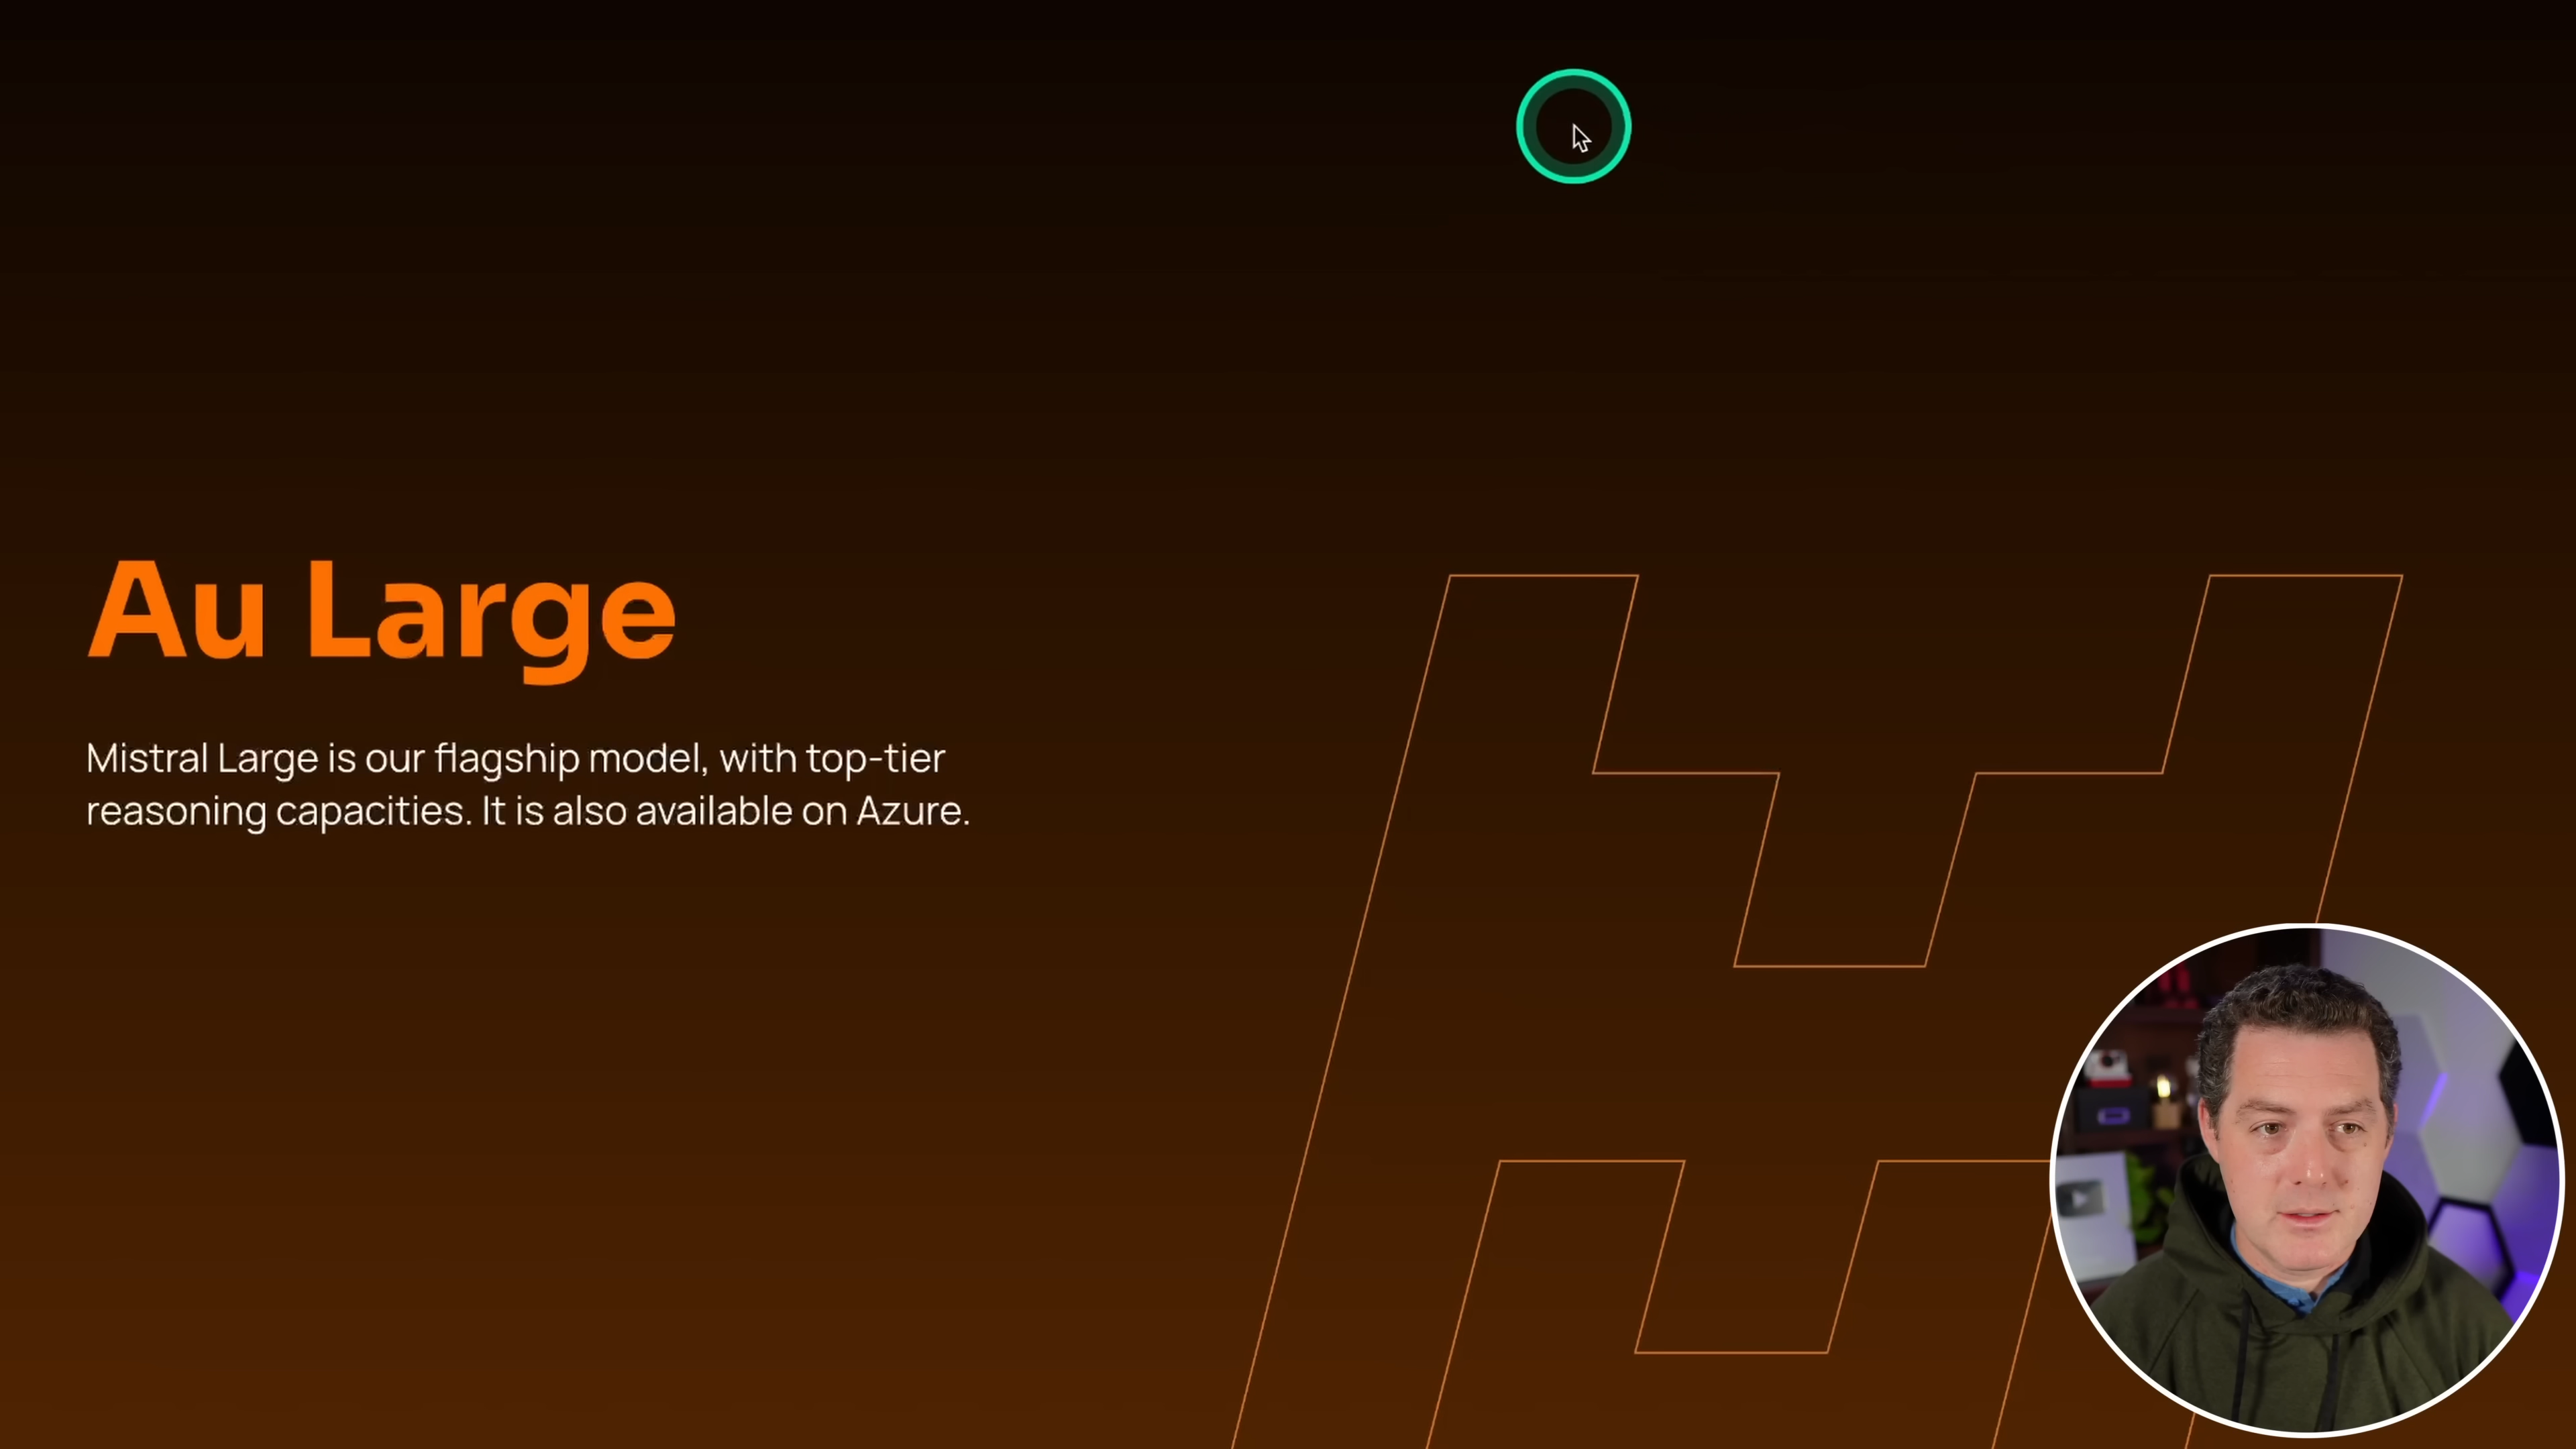 Au Large
Mistral Large is our flagship model, with top-tier
reasoning capacities. It is also available on Azure.